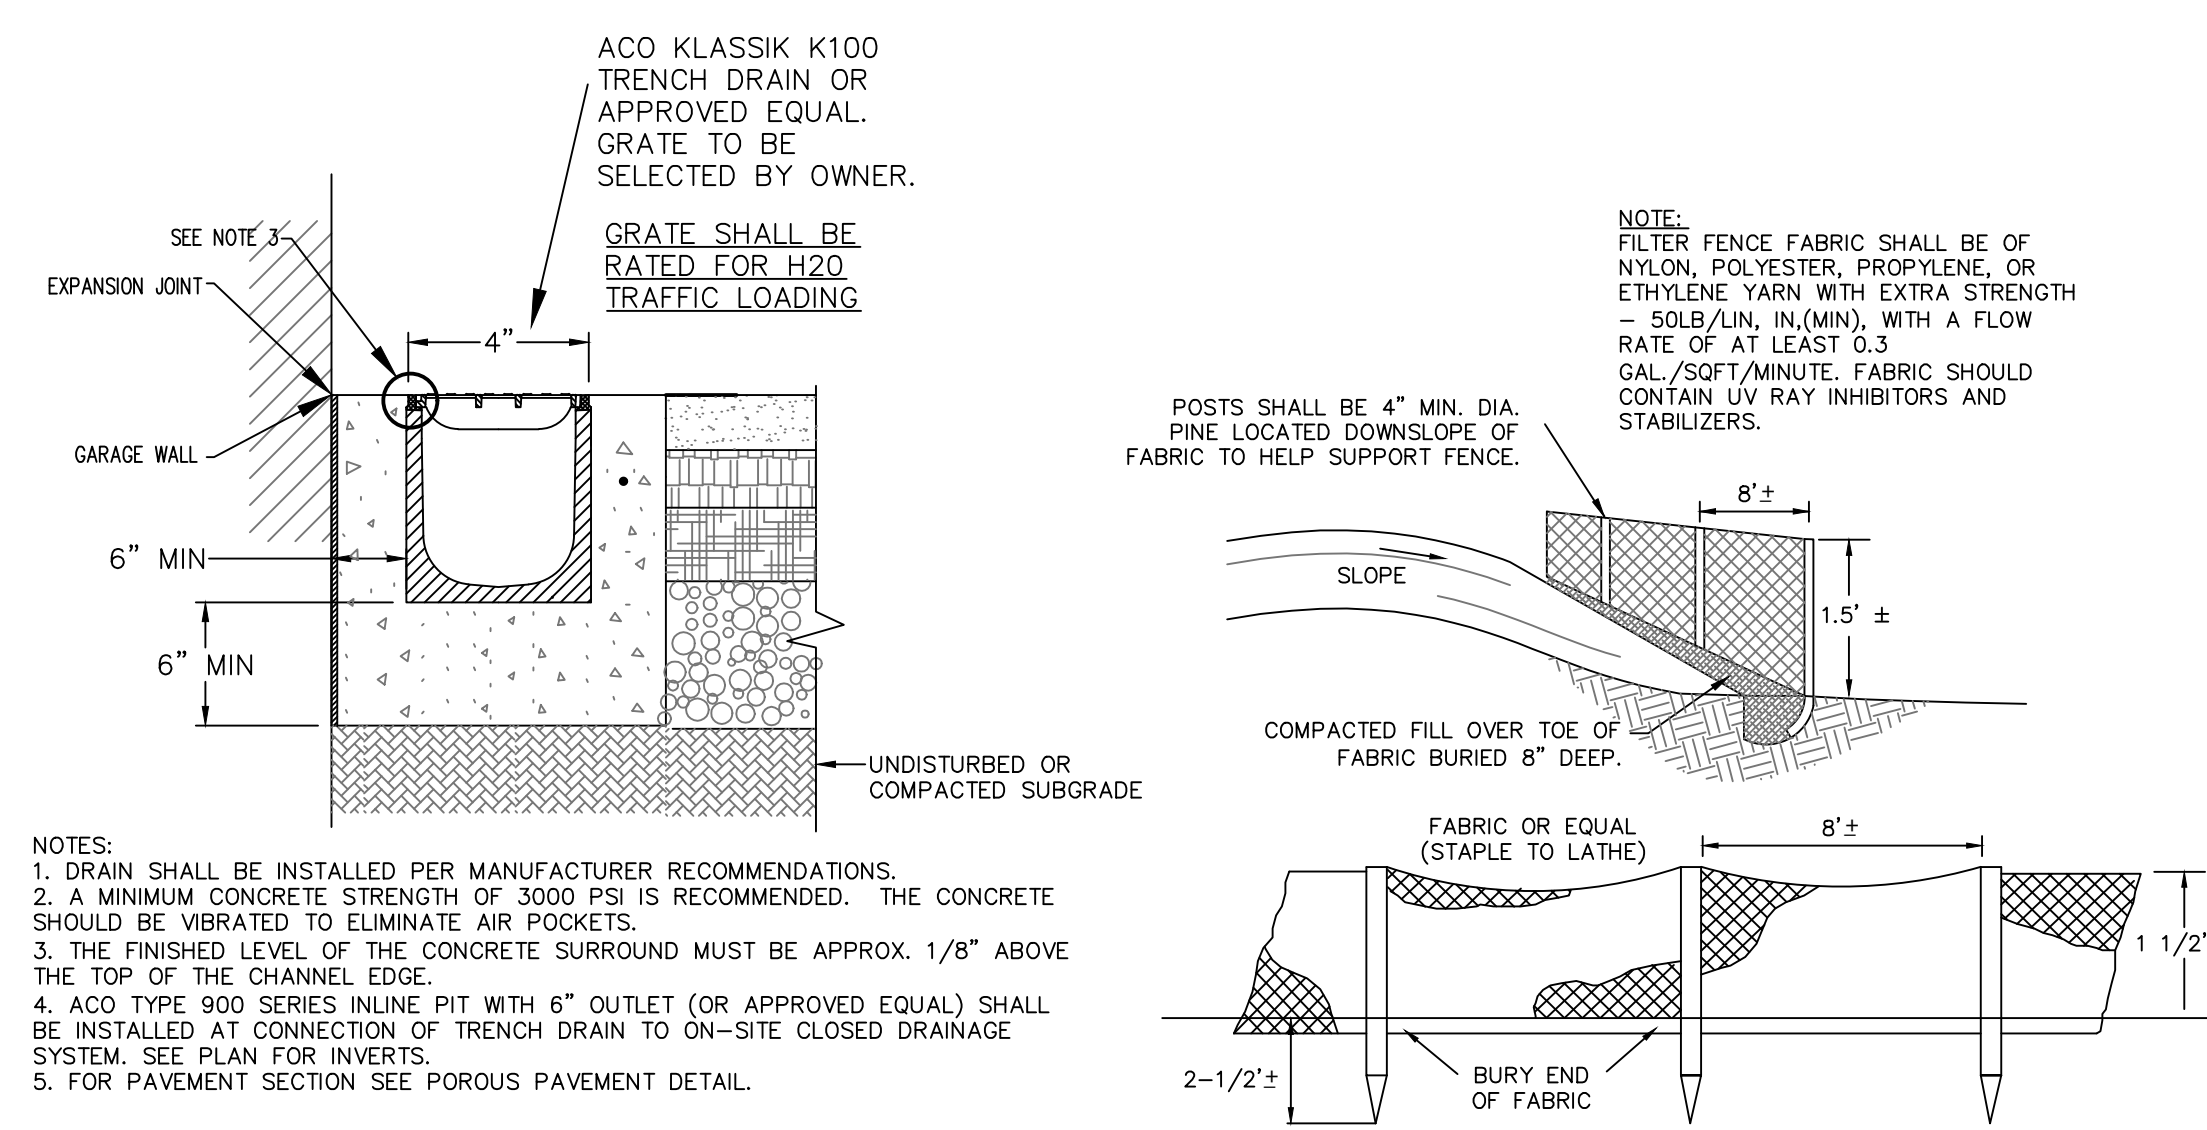 ACO KLASSIK K100
TRENCH DRAIN OR
APPROVED EQUAL.
GRATE TO BE
SELECTED BY OWNER.
GRATE SHALL BE
RATED FOR H20
TRAFFIC LOADING
SEE NOTE 3
EXPANSION JOINT
4"
GARAGE WALL
6" MIN
6" MIN
UNDISTURBED OR
COMPACTED SUBGRADE
NOTES:
1. DRAIN SHALL BE INSTALLED PER MANUFACTURER RECOMMENDATIONS.
2. A MINIMUM CONCRETE STRENGTH OF 3000 PSI IS RECOMMENDED. THE CONCRETE
SHOULD BE VIBRATED TO ELIMINATE AIR POCKETS.
3. THE FINISHED LEVEL OF THE CONCRETE SURROUND MUST BE APPROX. 1/8" ABOVE
THE TOP OF THE CHANNEL EDGE.
4. ACO TYPE 900 SERIES INLINE PIT WITH 6" OUTLET (OR APPROVED EQUAL) SHALL
BE INSTALLED AT CONNECTION OF TRENCH DRAIN TO ON-SITE CLOSED DRAINAGE
SYSTEM. SEE PLAN FOR INVERTS.
5. FOR PAVEMENT SECTION SEE POROUS PAVEMENT DETAIL.
NOTE:
FILTER FENCE FABRIC SHALL BE OF
NYLON, POLYESTER, PROPYLENE, OR
ETHYLENE YARN WITH EXTRA STRENGTH
- 50LB/LIN, IN,(MIN), WITH A FLOW
RATE OF AT LEAST 0.3
GAL./SQFT/MINUTE. FABRIC SHOULD
CONTAIN UV RAY INHIBITORS AND
STABILIZERS.
POSTS SHALL BE 4" MIN. DIA.
PINE LOCATED DOWNSLOPE OF
FABRIC TO HELP SUPPORT FENCE.
8'±
SLOPE
1.5' ±
COMPACTED FILL OVER TOE OF
FABRIC BURIED 8" DEEP.
FABRIC OR EQUAL
(STAPLE TO LATHE)
8'±
1 1/2'
2-1/2'±
BURY END
OF FABRIC